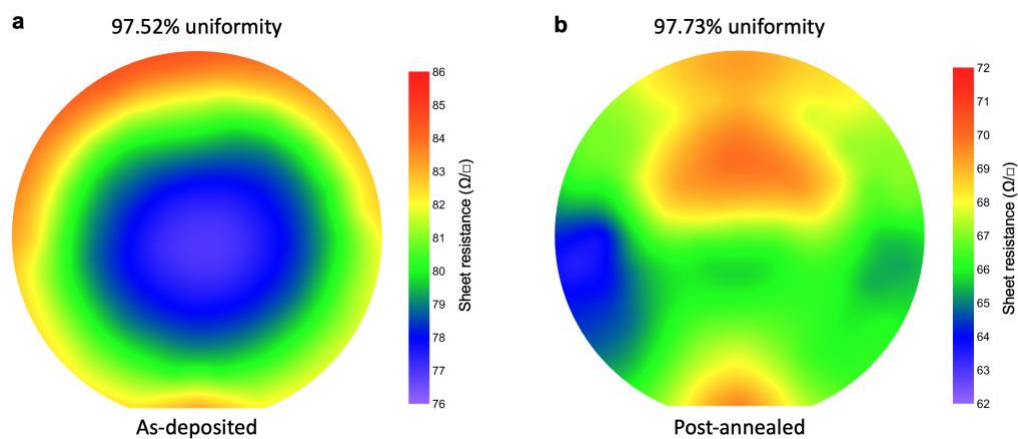 a
97.52% uniformity
86
85
84
83
82
81
80
79
78
77
76
Sheet resistance (Ω/□)
As-deposited
b
97.73% uniformity
72
71
70
69
68
67
66
65
64
63
62
Sheet resistance (Ω/□)
Post-annealed